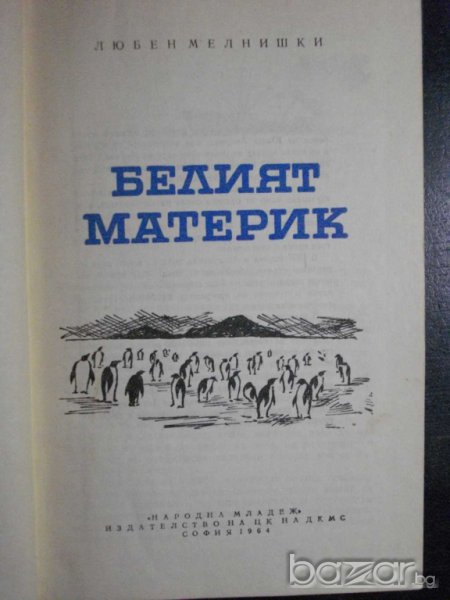 ЛЮБЕН МЕЛНИШКИ
БЕЛИЯТ
МАТЕРИК
«НАРОДНА МЛАДЕЖ»
ИЗДАТЕЛСТВО НА ЦК НА ДКМС
СОФИЯ 1964
bazar.bg